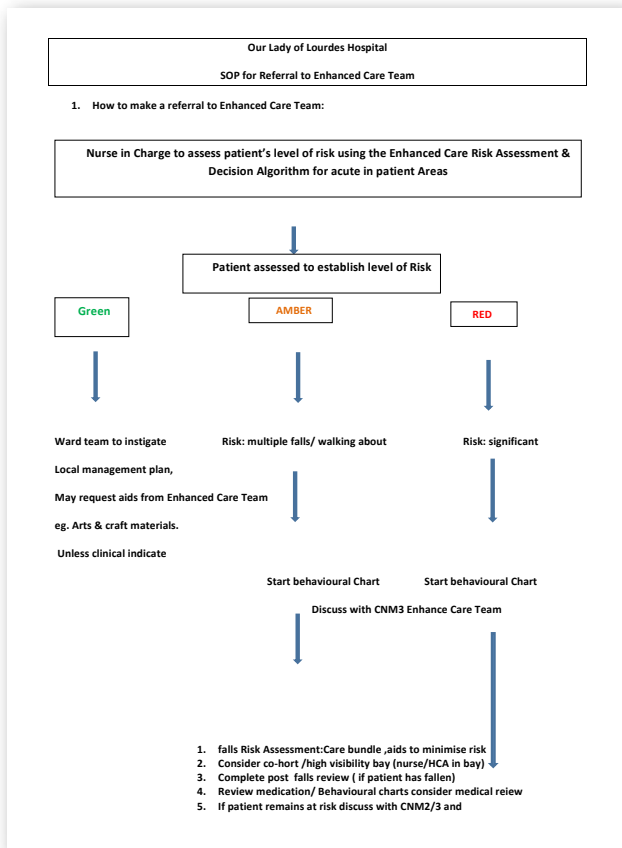 Our Lady of Lourdes Hospital
SOP for Referral to Enhanced Care Team
1. How to make a referral to Enhanced Care Team:
Nurse in Charge to assess patient's level of risk using the Enhanced Care Risk Assessment &
Decision Algorithm for acute in patient Areas
Patient assessed to establish level of Risk
Green
AMBER
RED
Ward team to instigate
Local management plan,
May request aids from Enhanced Care Team
eg. Arts & craft materials.
Unless clinical indicate
Risk: multiple falls/ walking about
Risk: significant
Start behavioural Chart
Start behavioural Chart
Discuss with CNM3 Enhance Care Team
1. falls Risk Assessment:Care bundle ,aids to minimise risk
2. Consider co-hort /high visibility bay (nurse/HCA in bay)
3. Complete post falls review ( if patient has fallen)
4. Review medication/ Behavioural charts consider medical reiew
5. If patient remains at risk discuss with CNM2/3 and